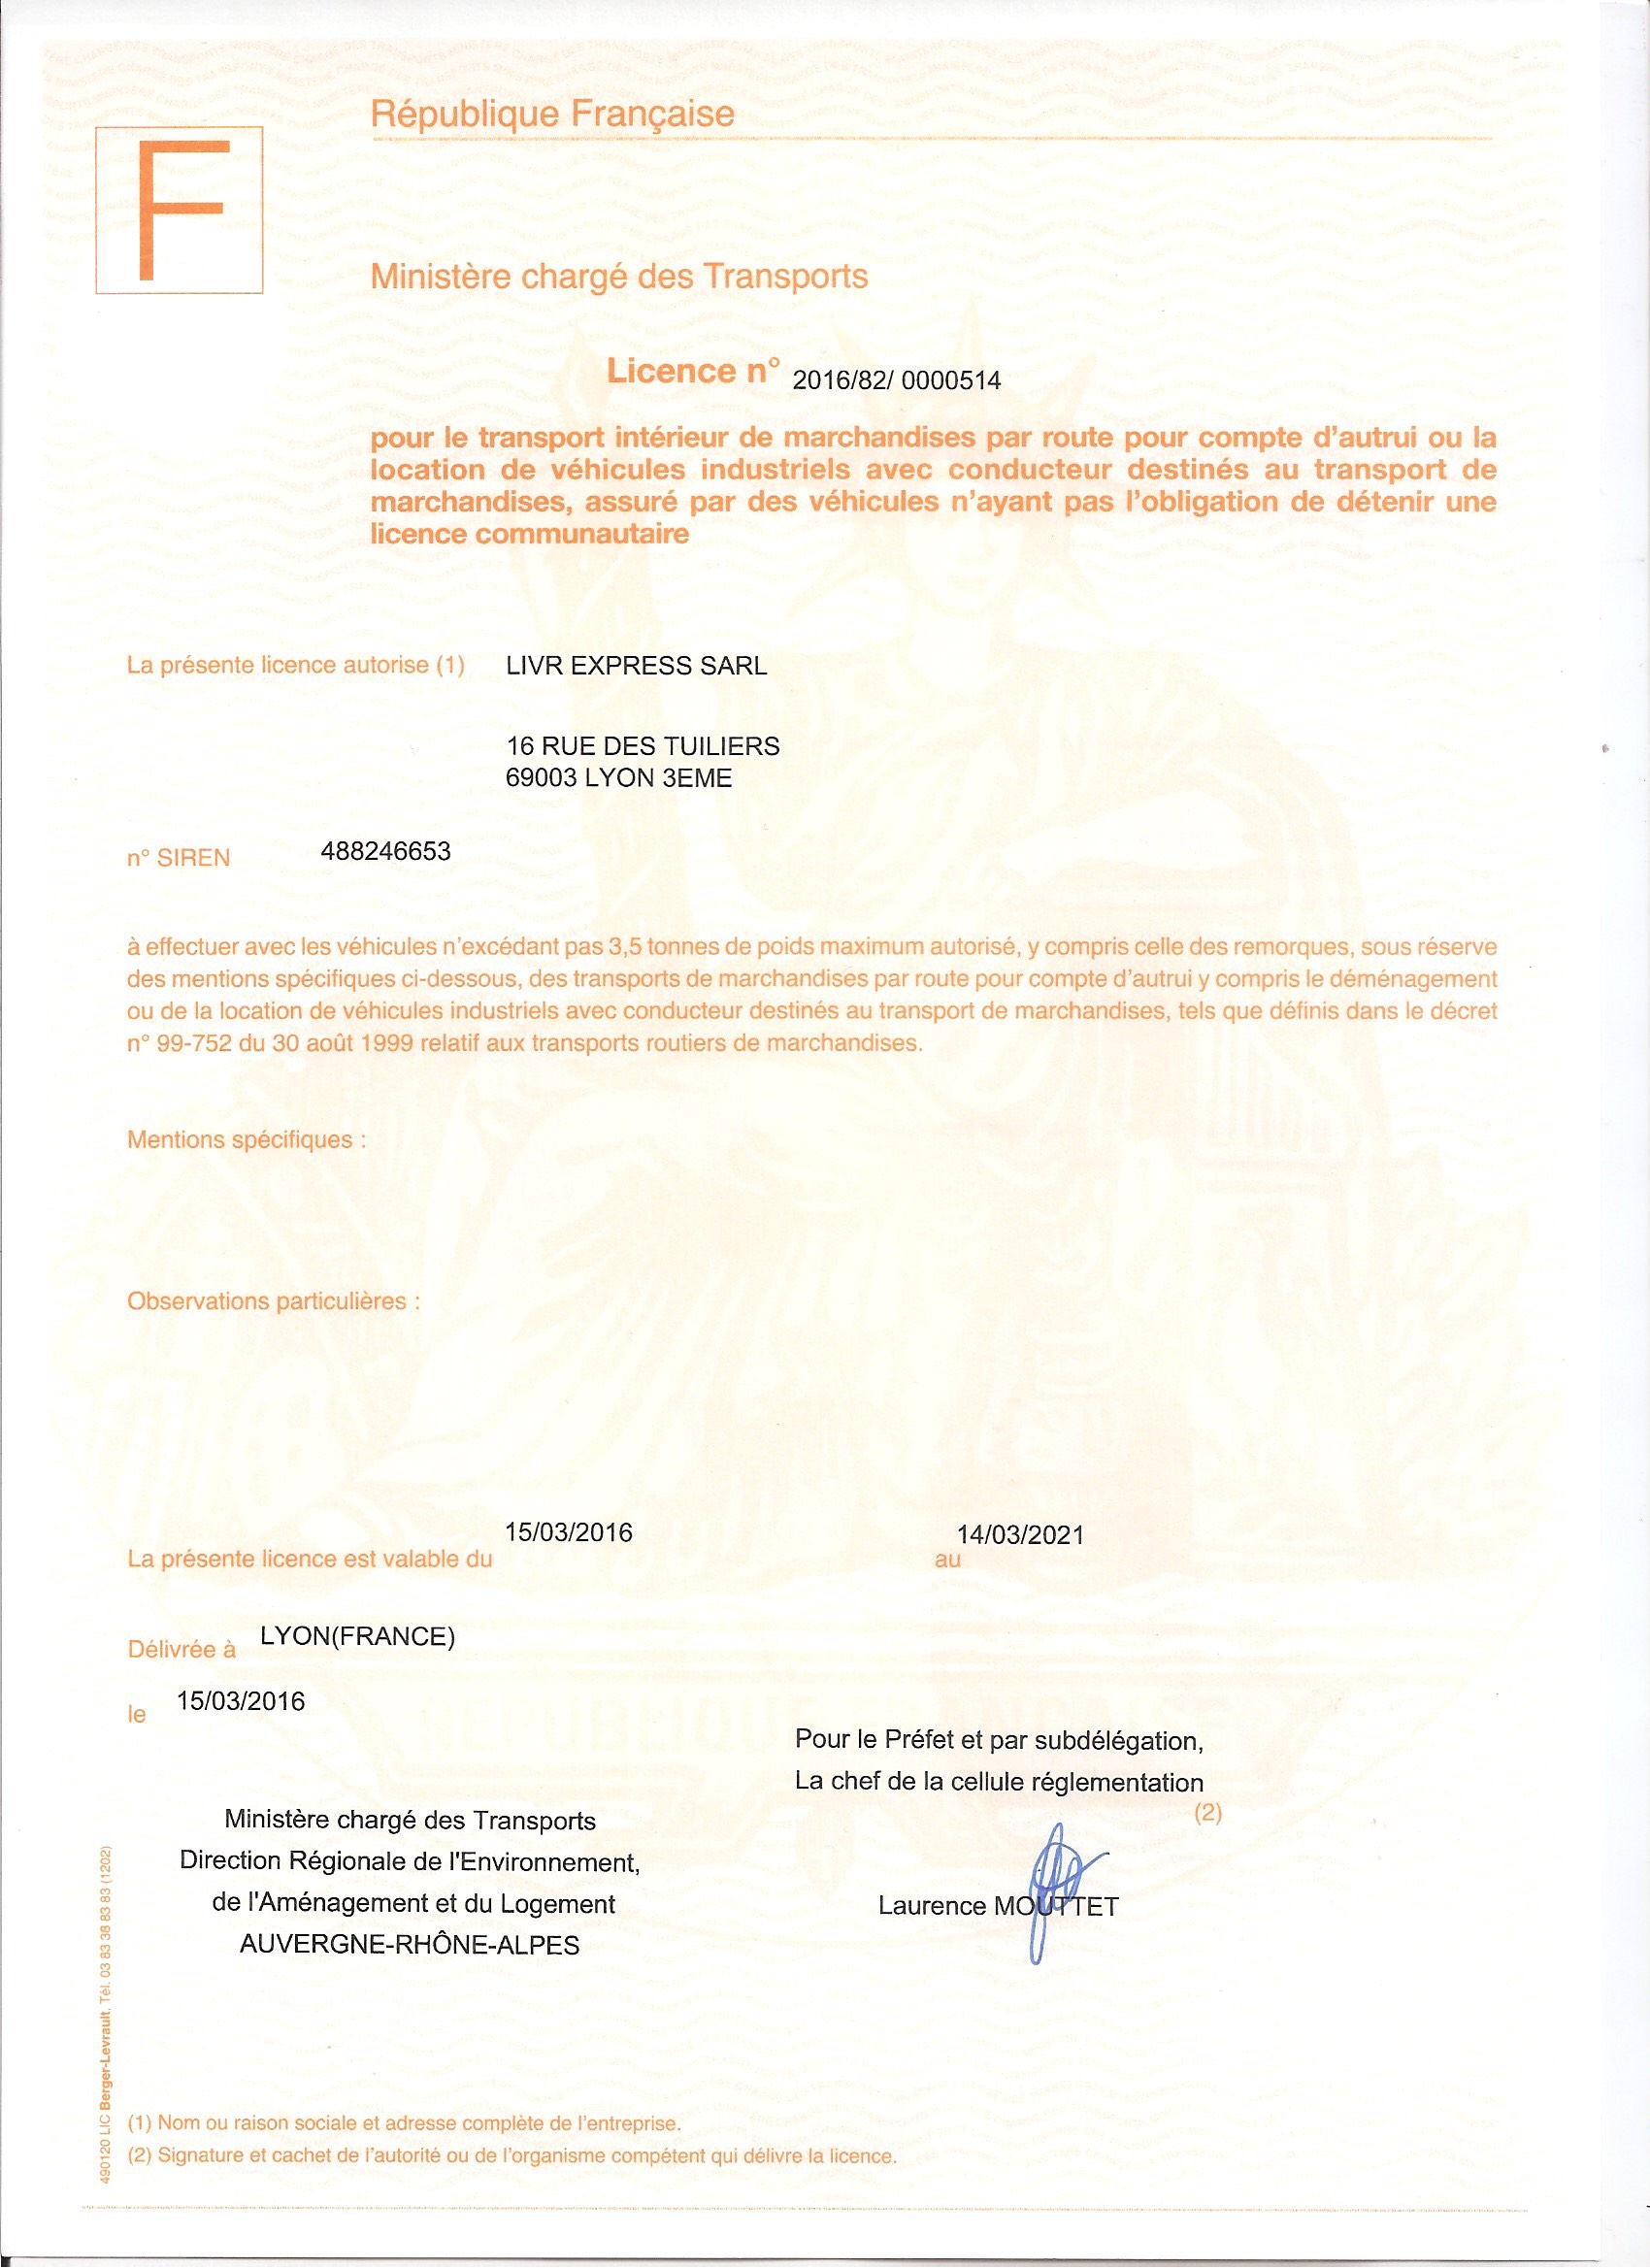 République Française
F
Ministère chargé des Transports
Licence n° 2016/82/ 0000514
pour le transport intérieur de marchandises par route pour compte d'autrui ou la
location de véhicules industriels avec conducteur destinés au transport de
marchandises, assuré par des véhicules n'ayant pas l'obligation de détenir une
licence communautaire
La présente licence autorise (1) LIVR EXPRESS SARL
16 RUE DES TUILIERS
69003 LYON 3EME
n° SIREN 488246653
à effectuer avec les véhicules n'excédant pas 3,5 tonnes de poids maximum autorisé, y compris celle des remorques, sous réserve
des mentions spécifiques ci-dessous, des transports de marchandises par route pour compte d'autrui y compris le déménagement
ou de la location de véhicules industriels avec conducteur destinés au transport de marchandises, tels que définis dans le décret
n° 99-752 du 30 août 1999 relatif aux transports routiers de marchandises.
Mentions spécifiques :
Observations particulières :
La présente licence est valable du 15/03/2016 au 14/03/2021
Délivrée à LYON(FRANCE)
le 15/03/2016
Pour le Préfet et par subdélégation,
La chef de la cellule réglementation
(2)
Ministère chargé des Transports
Direction Régionale de l'Environnement,
de l'Aménagement et du Logement
AUVERGNE-RHÔNE-ALPES
Laurence MOUTTET
490120 LIC Berger-Levrault, Tél. 03 83 38 83 83 (1202)
(1) Nom ou raison sociale et adresse complète de l'entreprise.
(2) Signature et cachet de l'autorité ou de l'organisme compétent qui délivre la licence.